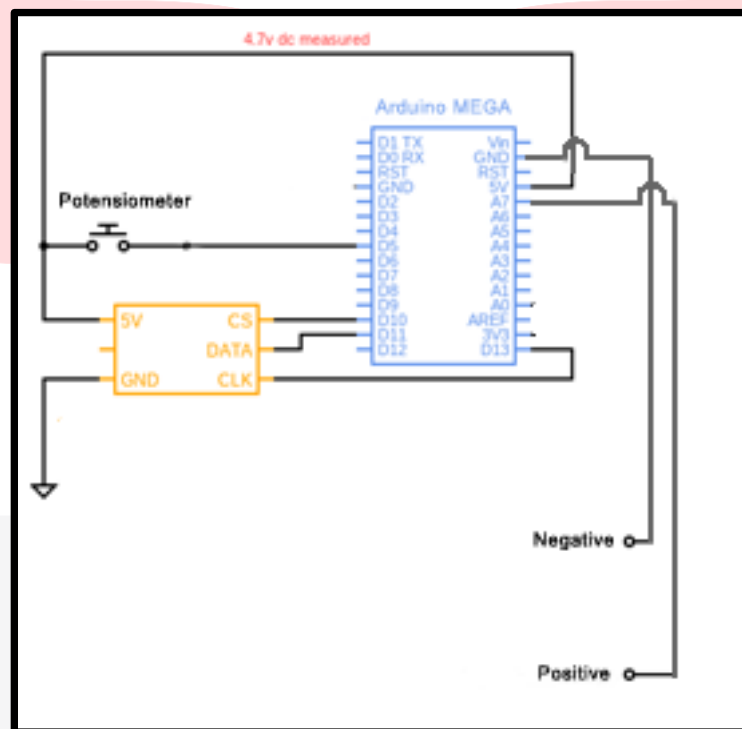 4.7v dc measured
Arduino MEGA
D1 TX
Vin
D0 RX
GND
RST
RST
GND
5V
D2
A7
D3
A6
D4
A5
D5
A4
D6
A3
D7
A2
D8
A1
D9
A0
D10
AREF
D11
3V3
D12
D13
Potensiometer
5V
CS
DATA
GND
CLK
Negative
Positive